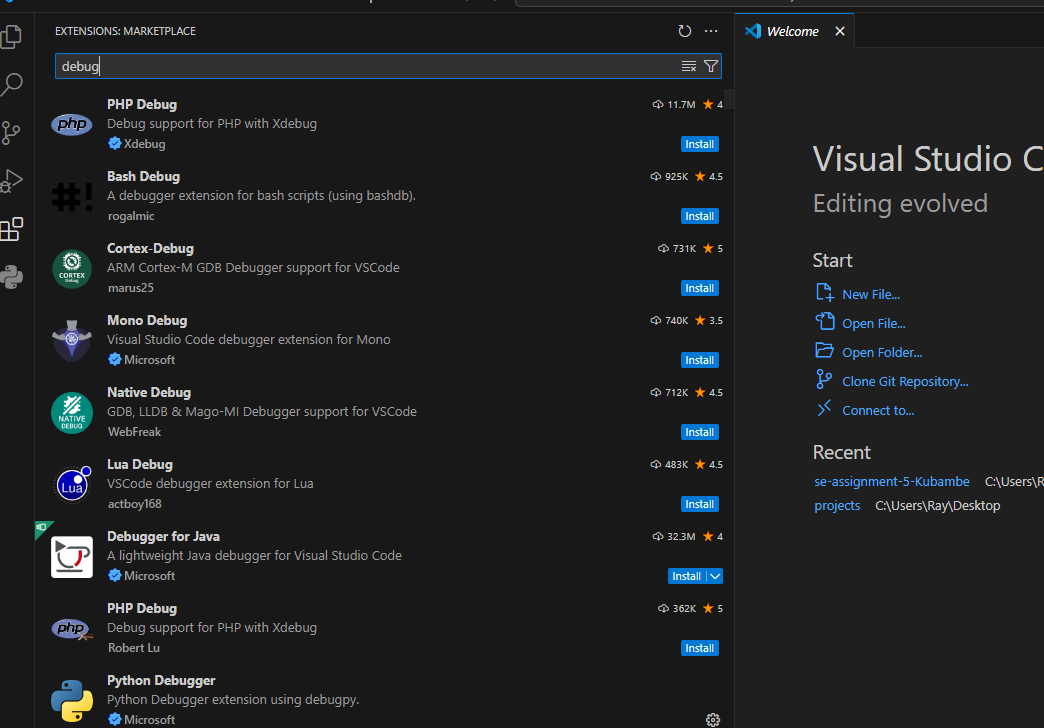 EXTENSIONS: MARKETPLACE
debug
PHP Debug 11.7M 4
Debug support for PHP with Xdebug
Xdebug Install
Bash Debug 925K 4.5
A debugger extension for bash scripts (using bashdb).
rogalmic Install
Cortex-Debug 731K 5
ARM Cortex-M GDB Debugger support for VSCode
marus25 Install
Mono Debug 740K 3.5
Visual Studio Code debugger extension for Mono
Microsoft Install
Native Debug 712K 4.5
GDB, LLDB & Mago-MI Debugger support for VSCode
WebFreak Install
Lua Debug 483K 4.5
VSCode debugger extension for Lua
actboy168 Install
Debugger for Java 32.3M 4
A lightweight Java debugger for Visual Studio Code
Microsoft Install
PHP Debug 362K 5
Debug support for PHP with Xdebug
Robert Lu Install
Python Debugger
Python Debugger extension using debugpy.
Microsoft
php
#!
CORTEX
Debug
NATIVE
DEBUG
Lua
php
Welcome
Visual Studio C
Editing evolved
Start
New File...
Open File...
Open Folder...
Clone Git Repository...
Connect to...
Recent
se-assignment-5-Kubambe C:\Users\R
projects C:\Users\Ray\Desktop